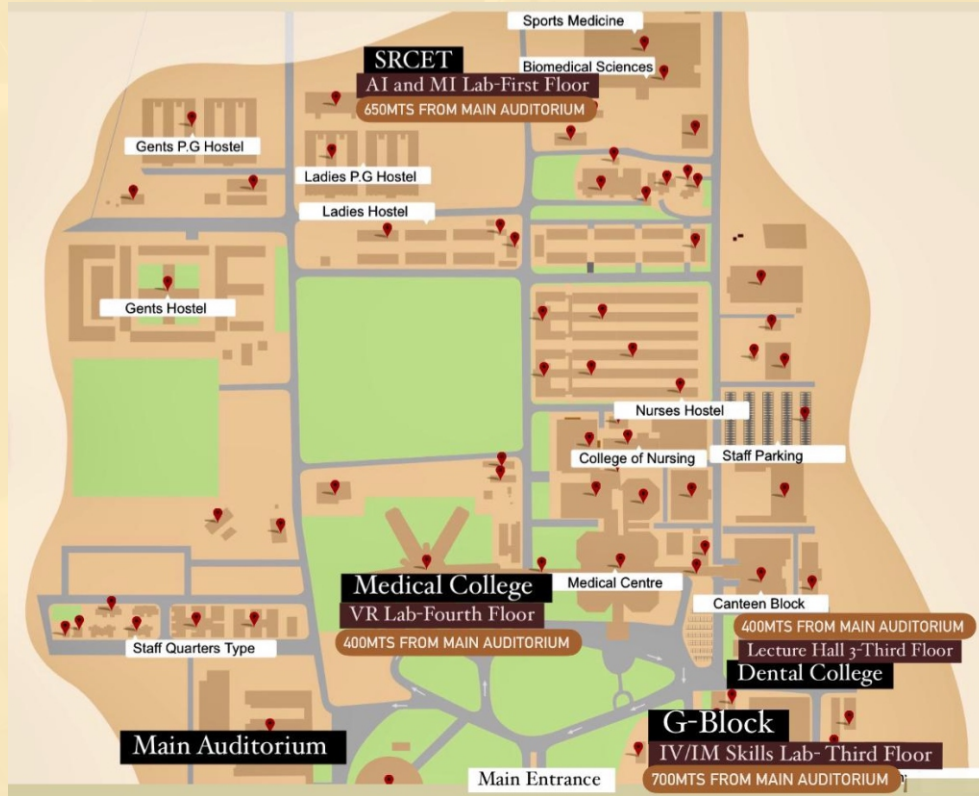 Sports Medicine
SRCET
Biomedical Sciences
AI and MI Lab-First Floor
650MTS FROM MAIN AUDITORIUM
Gents P.G Hostel
Ladies P.G Hostel
Ladies Hostel
Gents Hostel
Nurses Hostel
College of Nursing
Staff Parking
Medical College
VR Lab-Fourth Floor
400MTS FROM MAIN AUDITORIUM
Medical Centre
Canteen Block
400MTS FROM MAIN AUDITORIUM
Lecture Hall 3-Third Floor
Dental College
Staff Quarters Type
Main Auditorium
G-Block
IV/IM Skills Lab- Third Floor
700MTS FROM MAIN AUDITORIUM
Main Entrance